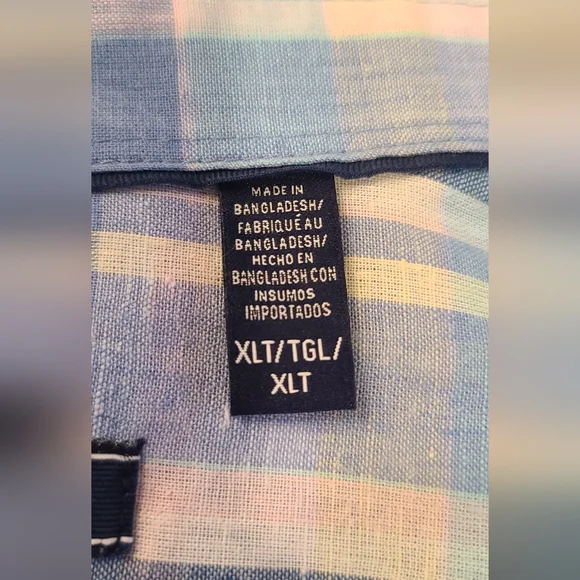 MADE IN
BANGLADESH/
FABRIQUÉ AU
BANGLADESH/
HECHO EN
BANGLADESH CON
INSUMOS
IMPORTADOS
XLT/TGL/
XLT